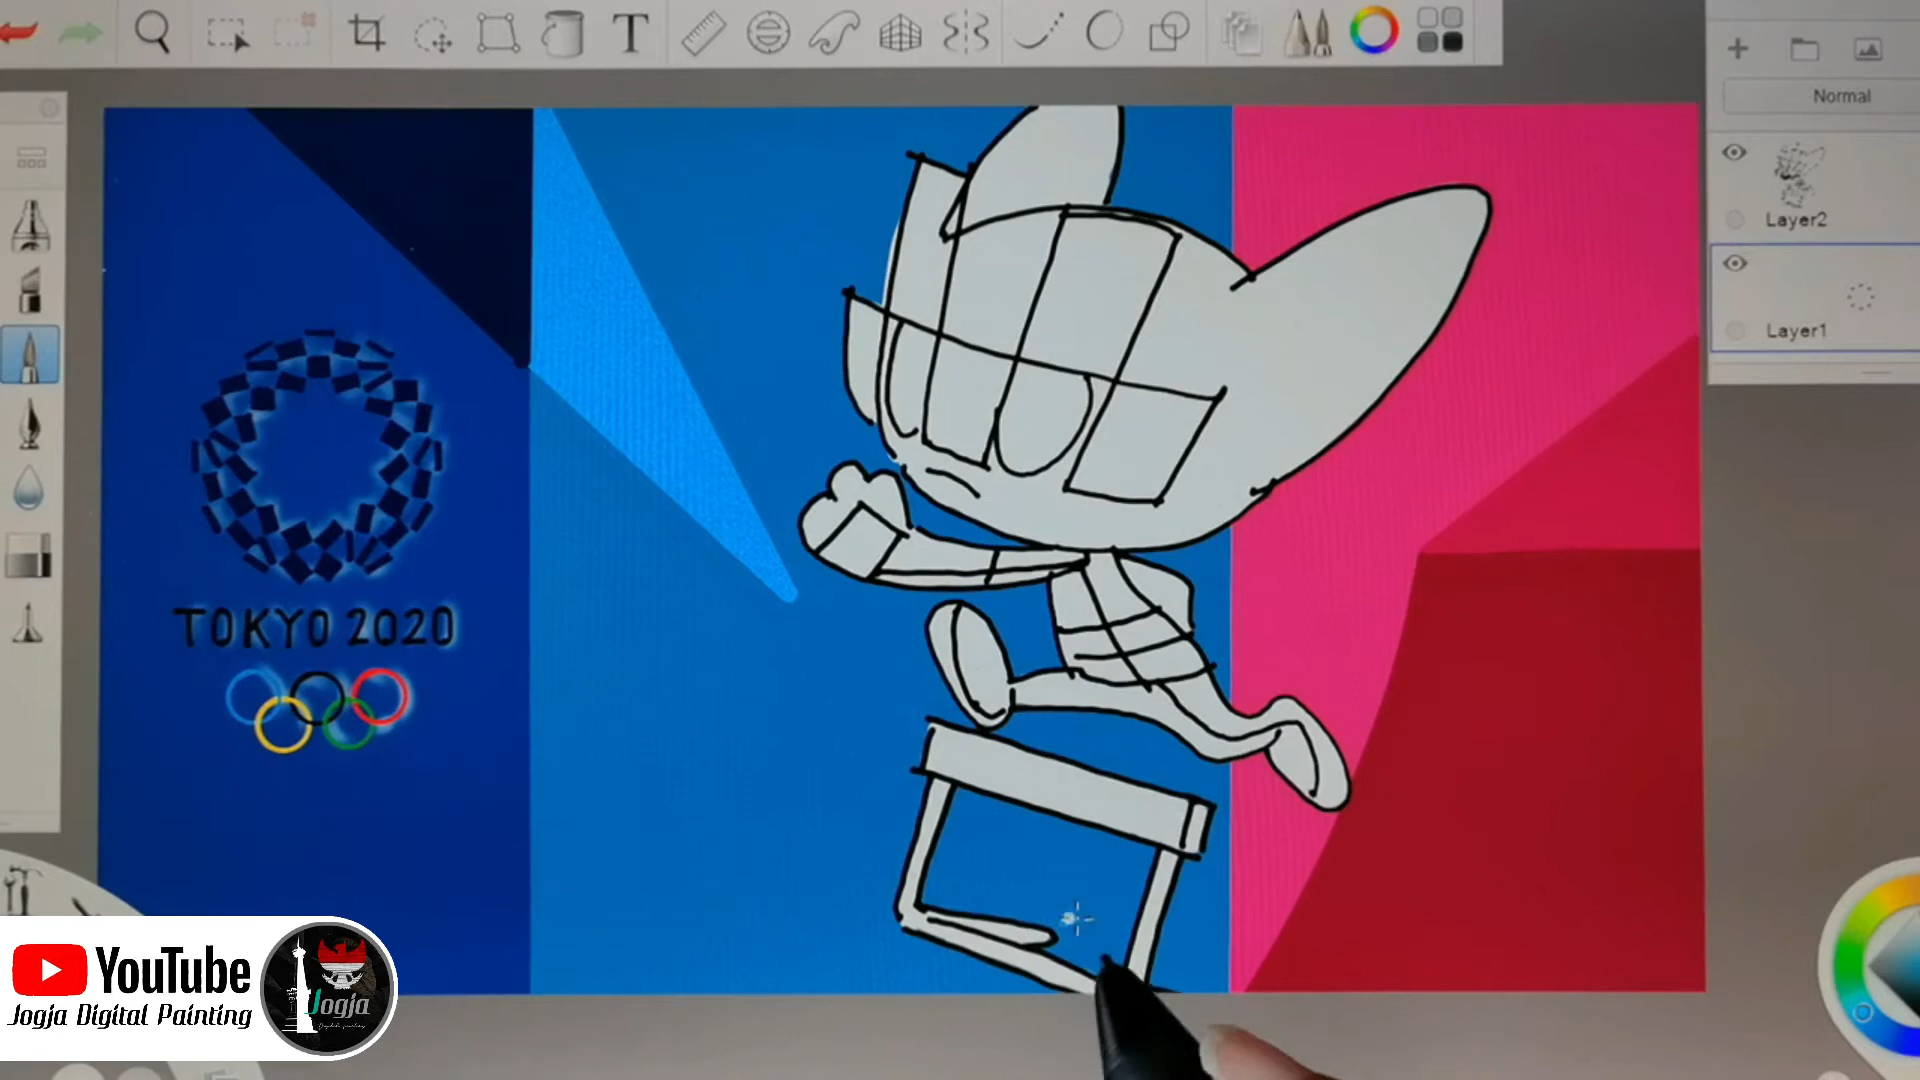 T
Normal
Layer2
Layer1
TOKYO 2020
YouTube
Jogja Digital Painting
Jogja